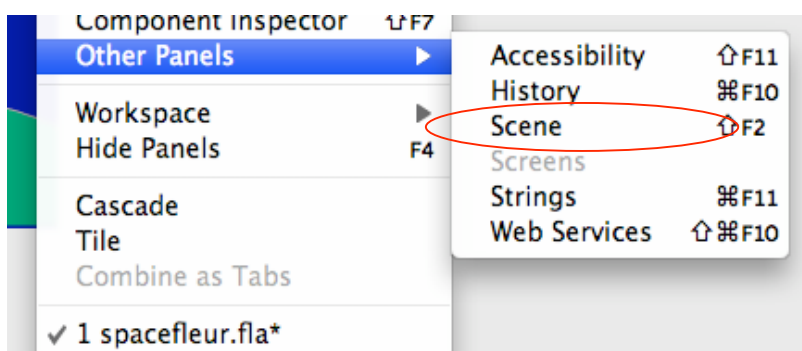 Component Inspector ⇧F7
Other Panels ▶
Workspace ▶
Hide Panels F4
Cascade
Tile
Combine as Tabs
✓ 1 spacefleur.fla*
Accessibility ⇧F11
History ⌘F10
Scene ⇧F2
Screens
Strings ⌘F11
Web Services ⇧⌘F10